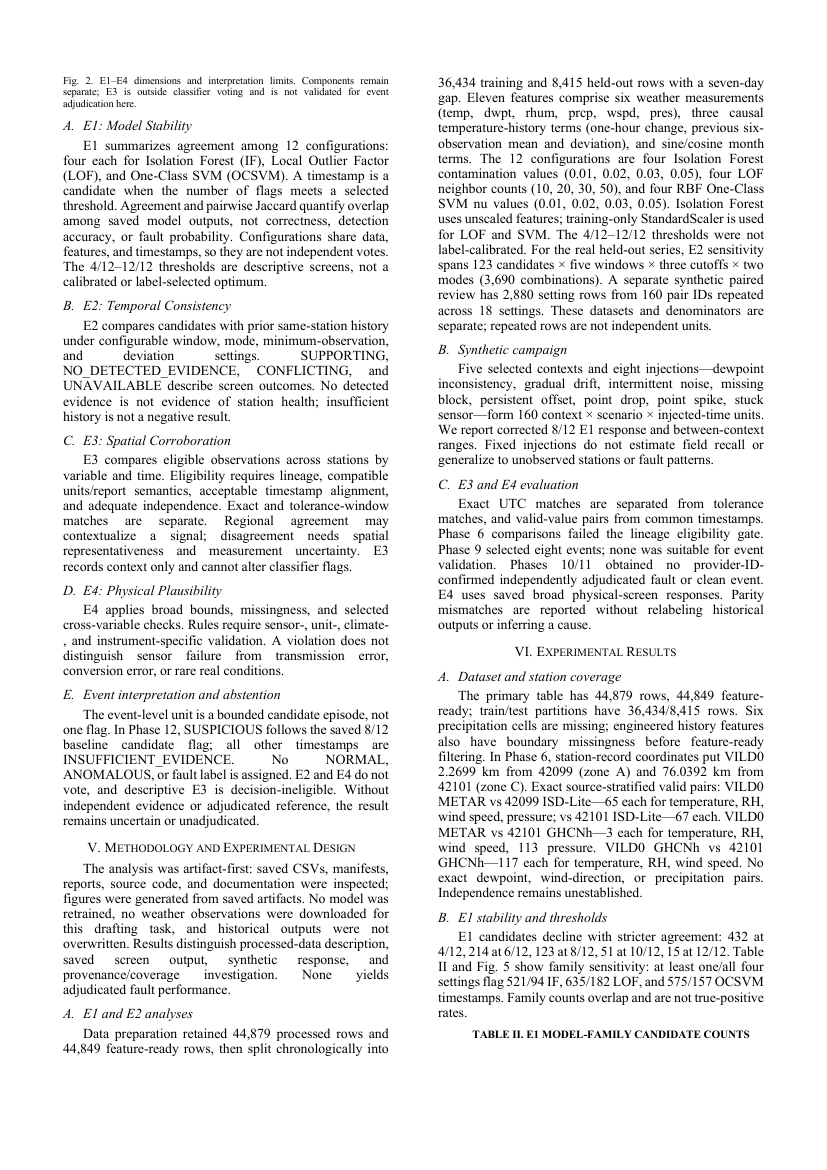 Fig. 2. E1–E4 dimensions and interpretation limits. Components remain
separate; E3 is outside classifier voting and is not validated for event
adjudication here.
A. E1: Model Stability
E1 summarizes agreement among 12 configurations:
four each for Isolation Forest (IF), Local Outlier Factor
(LOF), and One-Class SVM (OCSVM). A timestamp is a
candidate when the number of flags meets a selected
threshold. Agreement and pairwise Jaccard quantify overlap
among saved model outputs, not correctness, detection
accuracy, or fault probability. Configurations share data,
features, and timestamps, so they are not independent votes.
The 4/12–12/12 thresholds are descriptive screens, not a
calibrated or label-selected optimum.
B. E2: Temporal Consistency
E2 compares candidates with prior same-station history
under configurable window, mode, minimum-observation,
and deviation settings. SUPPORTING,
NO_DETECTED_EVIDENCE, CONFLICTING, and
UNAVAILABLE describe screen outcomes. No detected
evidence is not evidence of station health; insufficient
history is not a negative result.
C. E3: Spatial Corroboration
E3 compares eligible observations across stations by
variable and time. Eligibility requires lineage, compatible
units/report semantics, acceptable timestamp alignment,
and adequate independence. Exact and tolerance-window
matches are separate. Regional agreement may
contextualize a signal; disagreement needs spatial
representativeness and measurement uncertainty. E3
records context only and cannot alter classifier flags.
D. E4: Physical Plausibility
E4 applies broad bounds, missingness, and selected
cross-variable checks. Rules require sensor-, unit-, climate-
, and instrument-specific validation. A violation does not
distinguish sensor failure from transmission error,
conversion error, or rare real conditions.
E. Event interpretation and abstention
The event-level unit is a bounded candidate episode, not
one flag. In Phase 12, SUSPICIOUS follows the saved 8/12
baseline candidate flag; all other timestamps are
INSUFFICIENT_EVIDENCE. No NORMAL,
ANOMALOUS, or fault label is assigned. E2 and E4 do not
vote, and descriptive E3 is decision-ineligible. Without
independent evidence or adjudicated reference, the result
remains uncertain or unadjudicated.
V. METHODOLOGY AND EXPERIMENTAL DESIGN
The analysis was artifact-first: saved CSVs, manifests,
reports, source code, and documentation were inspected;
figures were generated from saved artifacts. No model was
retrained, no weather observations were downloaded for
this drafting task, and historical outputs were not
overwritten. Results distinguish processed-data description,
saved screen output, synthetic response, and
provenance/coverage investigation. None yields
adjudicated fault performance.
A. E1 and E2 analyses
Data preparation retained 44,879 processed rows and
44,849 feature-ready rows, then split chronologically into
36,434 training and 8,415 held-out rows with a seven-day
gap. Eleven features comprise six weather measurements
(temp, dwpt, rhum, prcp, wspd, pres), three causal
temperature-history terms (one-hour change, previous six-
observation mean and deviation), and sine/cosine month
terms. The 12 configurations are four Isolation Forest
contamination values (0.01, 0.02, 0.03, 0.05), four LOF
neighbor counts (10, 20, 30, 50), and four RBF One-Class
SVM nu values (0.01, 0.02, 0.03, 0.05). Isolation Forest
uses unscaled features; training-only StandardScaler is used
for LOF and SVM. The 4/12–12/12 thresholds were not
label-calibrated. For the real held-out series, E2 sensitivity
spans 123 candidates × five windows × three cutoffs × two
modes (3,690 combinations). A separate synthetic paired
review has 2,880 setting rows from 160 pair IDs repeated
across 18 settings. These datasets and denominators are
separate; repeated rows are not independent units.
B. Synthetic campaign
Five selected contexts and eight injections—dewpoint
inconsistency, gradual drift, intermittent noise, missing
block, persistent offset, point drop, point spike, stuck
sensor—form 160 context × scenario × injected-time units.
We report corrected 8/12 E1 response and between-context
ranges. Fixed injections do not estimate field recall or
generalize to unobserved stations or fault patterns.
C. E3 and E4 evaluation
Exact UTC matches are separated from tolerance
matches, and valid-value pairs from common timestamps.
Phase 6 comparisons failed the lineage eligibility gate.
Phase 9 selected eight events; none was suitable for event
validation. Phases 10/11 obtained no provider-ID-
confirmed independently adjudicated fault or clean event.
E4 uses saved broad physical-screen responses. Parity
mismatches are reported without relabeling historical
outputs or inferring a cause.
VI. EXPERIMENTAL RESULTS
A. Dataset and station coverage
The primary table has 44,879 rows, 44,849 feature-
ready; train/test partitions have 36,434/8,415 rows. Six
precipitation cells are missing; engineered history features
also have boundary missingness before feature-ready
filtering. In Phase 6, station-record coordinates put VILD0
2.2699 km from 42099 (zone A) and 76.0392 km from
42101 (zone C). Exact source-stratified valid pairs: VILD0
METAR vs 42099 ISD-Lite—65 each for temperature, RH,
wind speed, pressure; vs 42101 ISD-Lite—67 each. VILD0
METAR vs 42101 GHCNh—3 each for temperature, RH,
wind speed, 113 pressure. VILD0 GHCNh vs 42101
GHCNh—117 each for temperature, RH, wind speed. No
exact dewpoint, wind-direction, or precipitation pairs.
Independence remains unestablished.
B. E1 stability and thresholds
E1 candidates decline with stricter agreement: 432 at
4/12, 214 at 6/12, 123 at 8/12, 51 at 10/12, 15 at 12/12. Table
II and Fig. 5 show family sensitivity: at least one/all four
settings flag 521/94 IF, 635/182 LOF, and 575/157 OCSVM
timestamps. Family counts overlap and are not true-positive
rates.
TABLE II. E1 MODEL-FAMILY CANDIDATE COUNTS